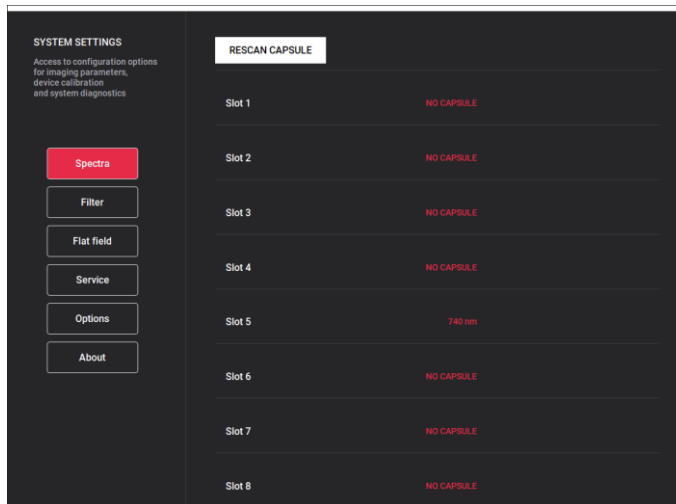 SYSTEM SETTINGS
Access to configuration options
for imaging parameters,
device calibration
and system diagnostics
Spectra
Filter
Flat field
Service
Options
About
RESCAN CAPSULE
Slot 1 NO CAPSULE
Slot 2 NO CAPSULE
Slot 3 NO CAPSULE
Slot 4 NO CAPSULE
Slot 5 740 nm
Slot 6 NO CAPSULE
Slot 7 NO CAPSULE
Slot 8 NO CAPSULE